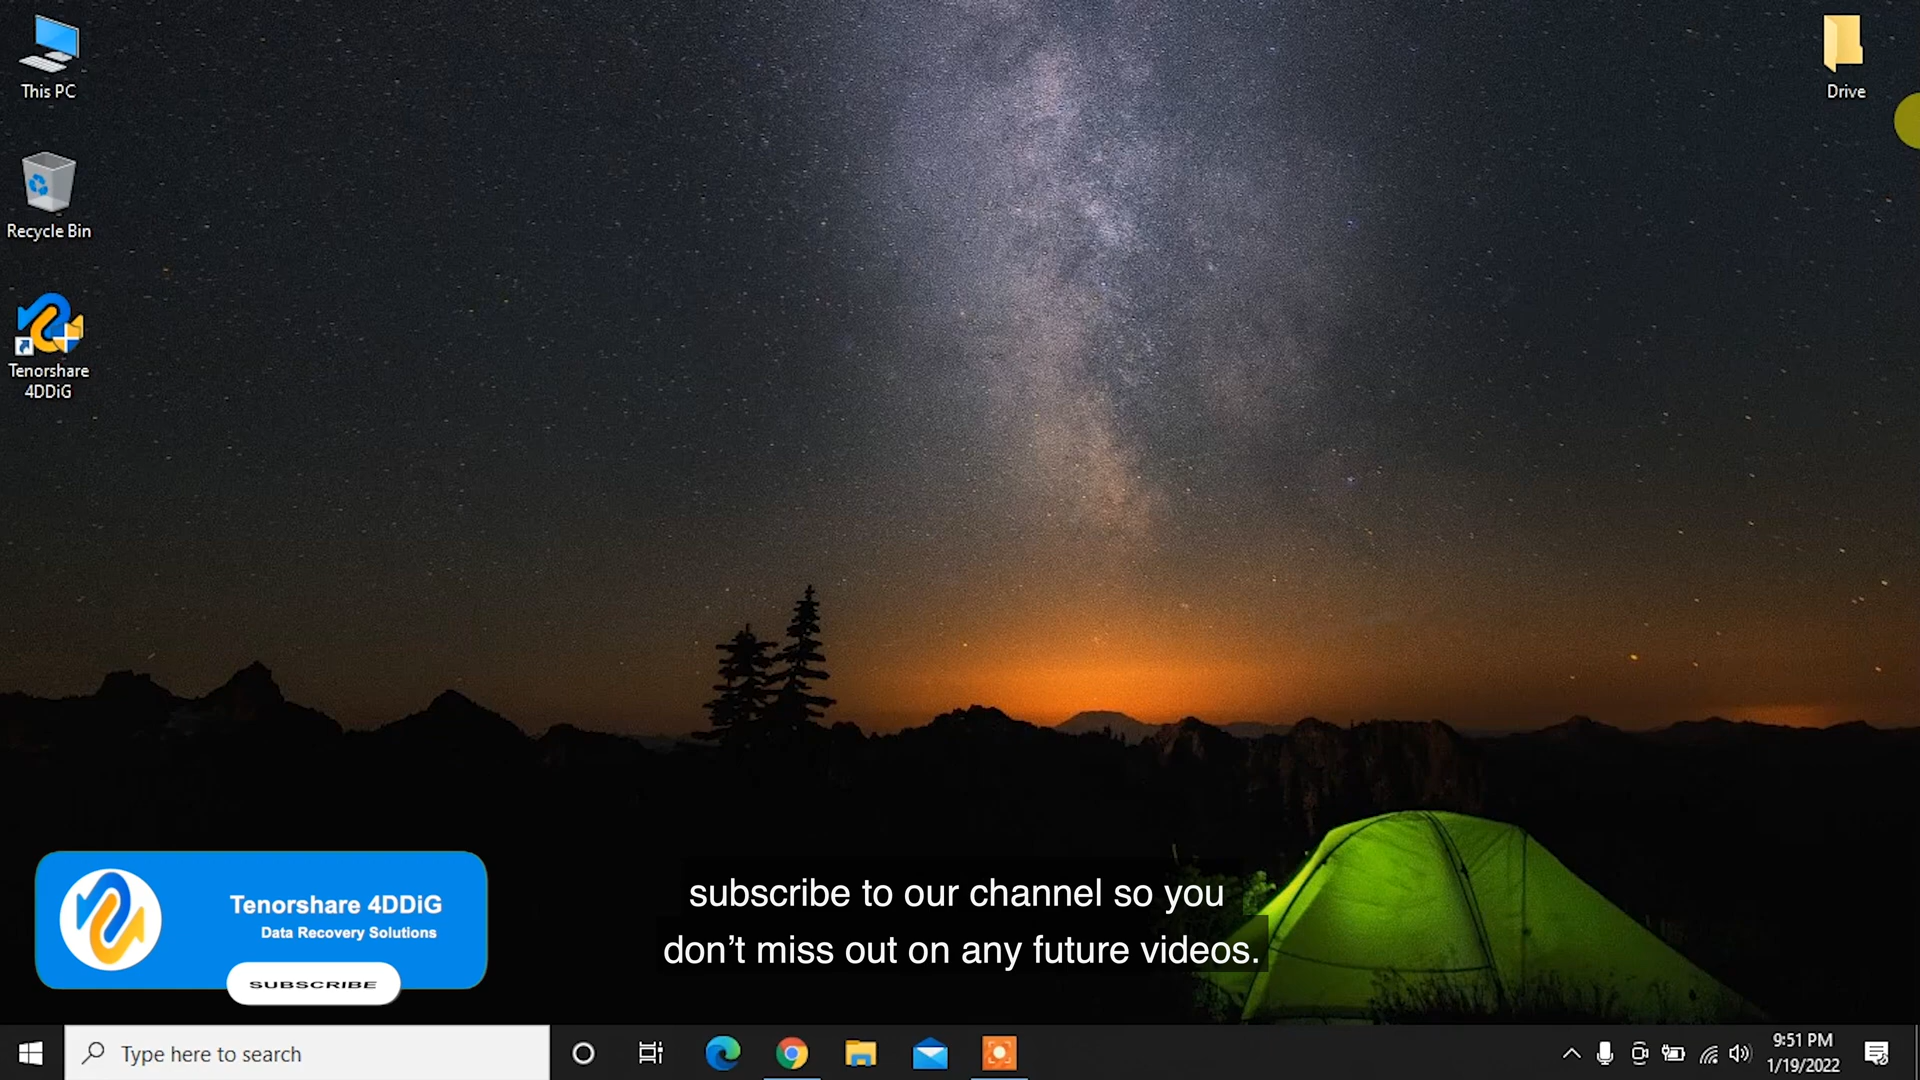 This PC
Drive
Recycle Bin
Tenorshare
4DDiG
Tenorshare 4DDiG
Data Recovery Solutions
SUBSCRIBE
subscribe to our channel so you
don’t miss out on any future videos.
Type here to search
9:51 PM
1/19/2022